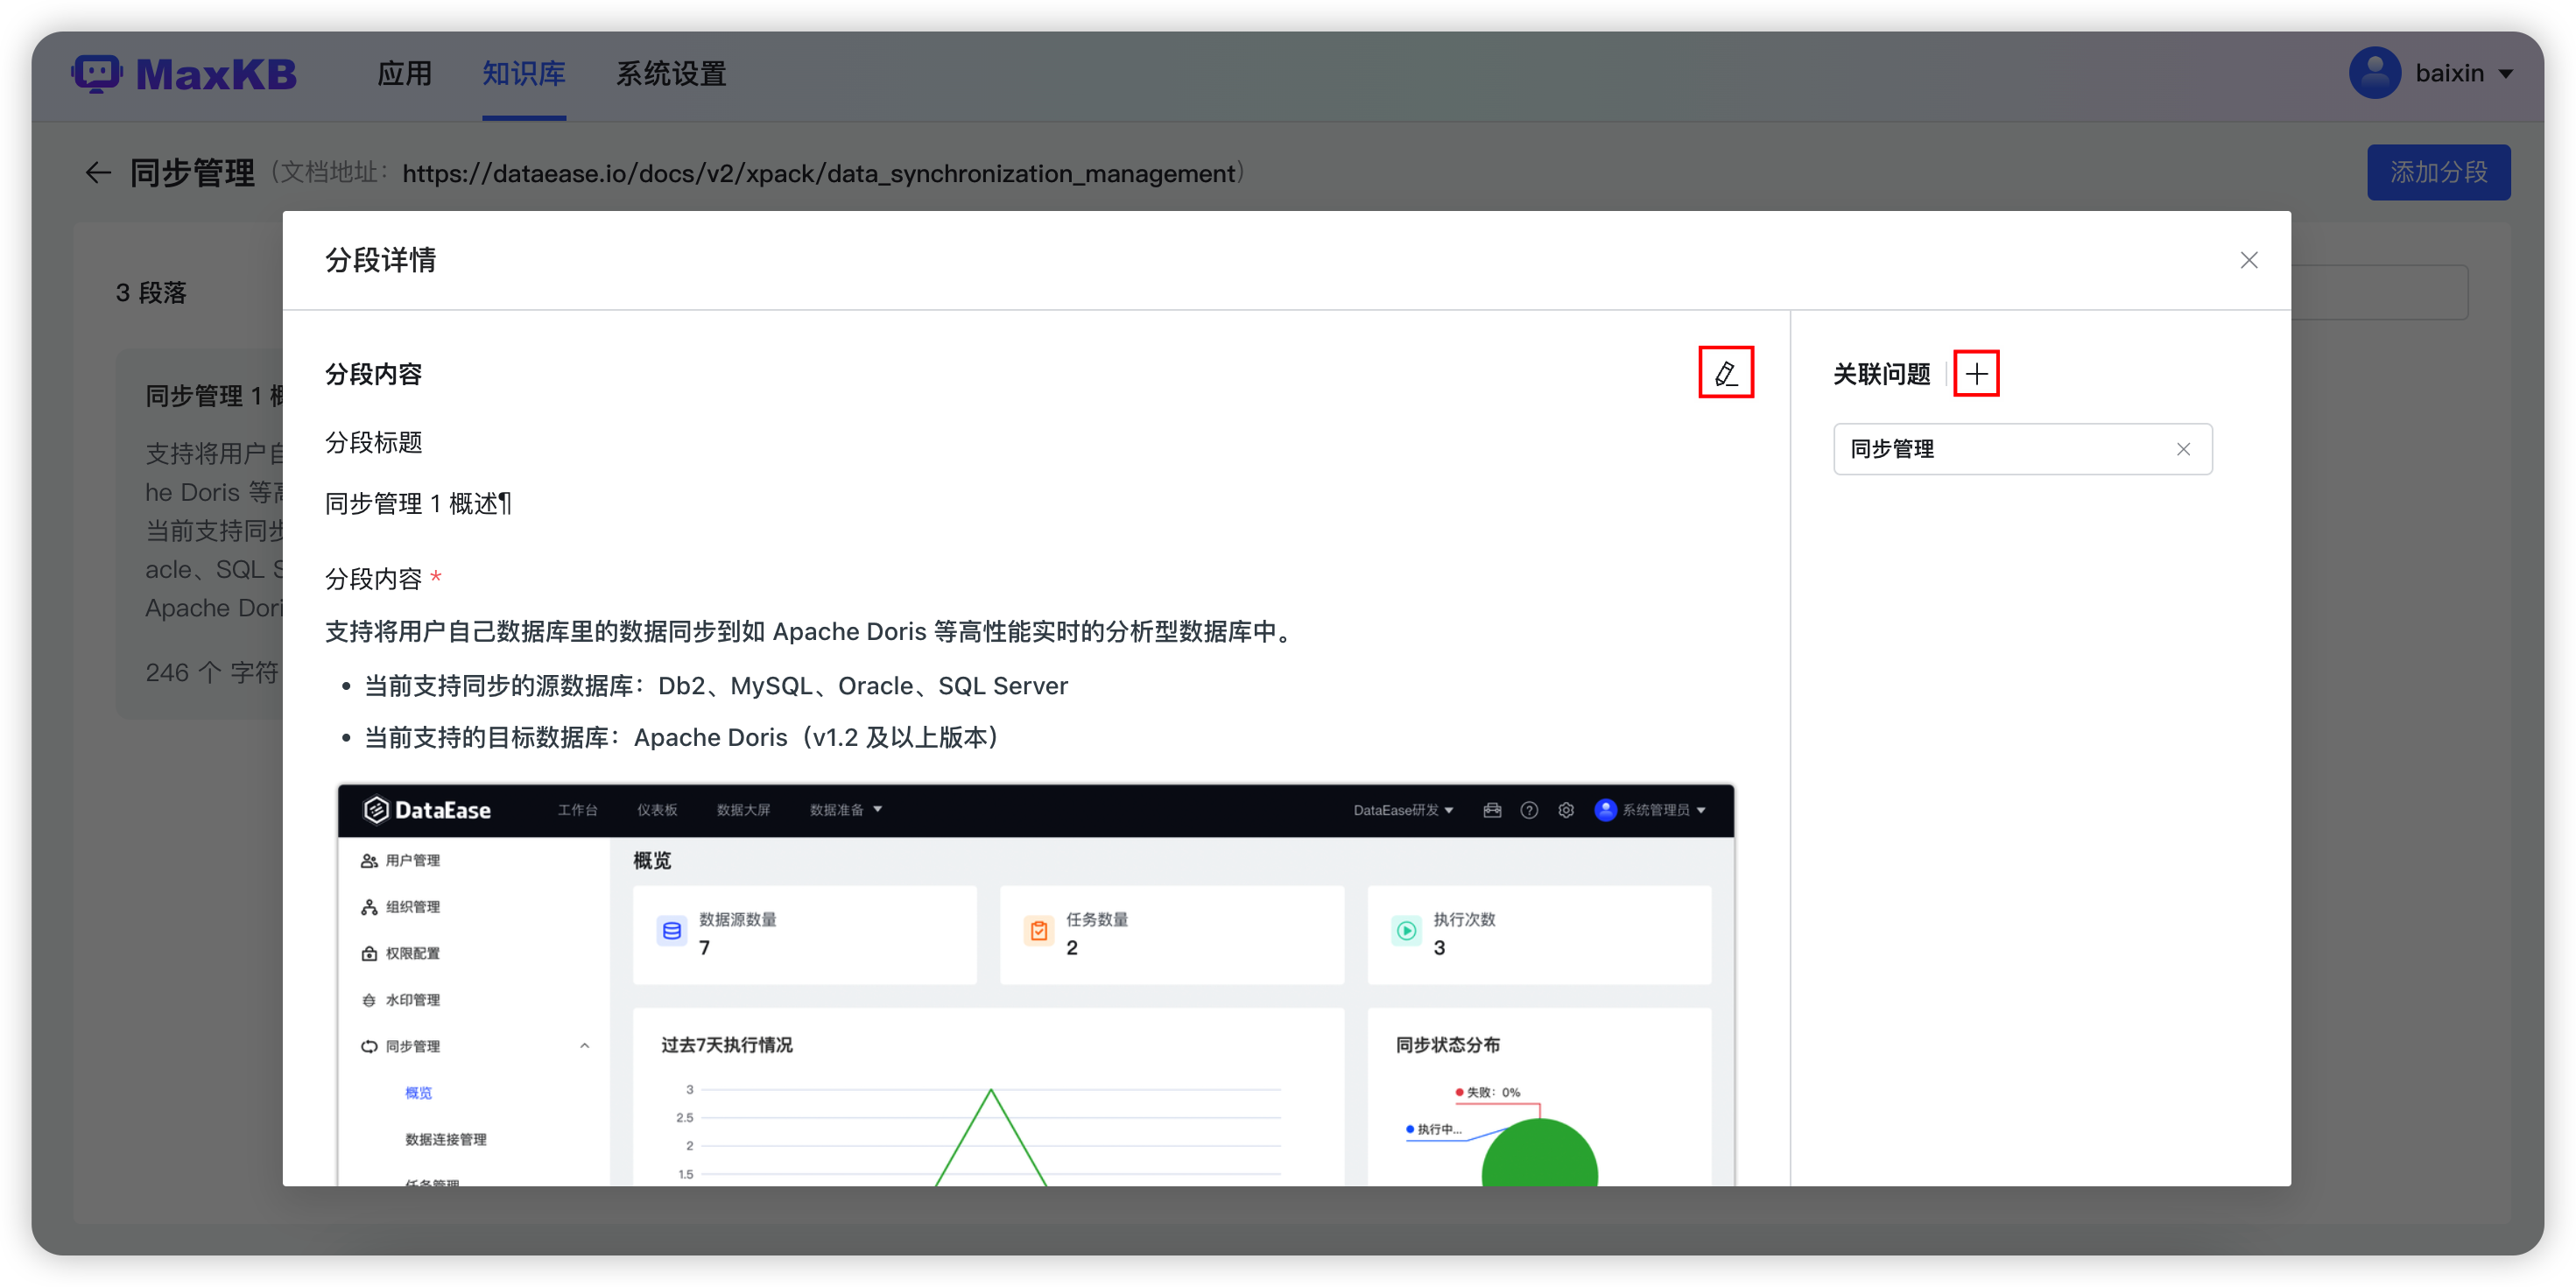 MaxKB
应用
知识库
系统设置
baixin
同步管理（文档地址：https://dataease.io/docs/v2/xpack/data_synchronization_management）
添加分段
3 段落
同步管理 1
支持将用户自
he Doris 等
当前支持同步
acle、SQL S
Apache Dori
246 个 字符
分段详情
分段内容
关联问题
同步管理
分段标题
同步管理 1 概述¶
分段内容 *
支持将用户自己数据库里的数据同步到如 Apache Doris 等高性能实时的分析型数据库中。
• 当前支持同步的源数据库：Db2、MySQL、Oracle、SQL Server
• 当前支持的目标数据库：Apache Doris（v1.2 及以上版本）
DataEase
工作台
仪表板
数据大屏
数据准备
DataEase研发
系统管理员
用户管理
组织管理
权限配置
水印管理
同步管理
概览
数据连接管理
任务管理
概览
数据源数量
7
任务数量
2
执行次数
3
过去7天执行情况
3
2.5
2
1.5
同步状态分布
失败：0%
执行中...